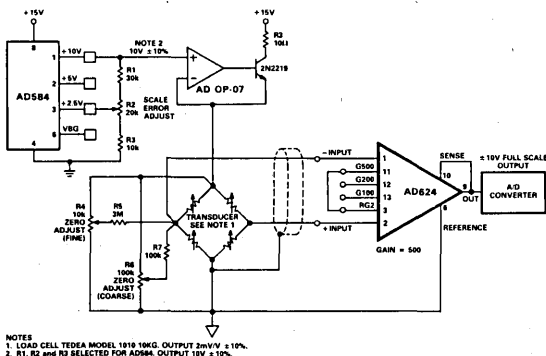 +15V
+15V
R3
10Ω
8
+10V
1
NOTE 2
10V ±10%
+
−
AD OP-07
2N2219
R1
30k
+5V
2
AD584
+2.5V
3
R2
20k
SCALE
ERROR
ADJUST
VBG
6
4
R3
10k
−INPUT
1
G500
11
G200
12
G100
13
RG2
3
2
+INPUT
AD624
SENSE
10
9
OUT
6
REFERENCE
GAIN = 500
±10V FULL SCALE
OUTPUT
A/D
CONVERTER
R4
10k
ZERO
ADJUST
(FINE)
R5
3M
TRANSDUCER
SEE NOTE 1
R7
100k
R6
100k
ZERO
ADJUST
(COARSE)
NOTES
1. LOAD CELL TEDEA MODEL 1010 10KG. OUTPUT 2mV/V ±10%.
2. R1, R2 and R3 SELECTED FOR AD584. OUTPUT 10V ±10%.